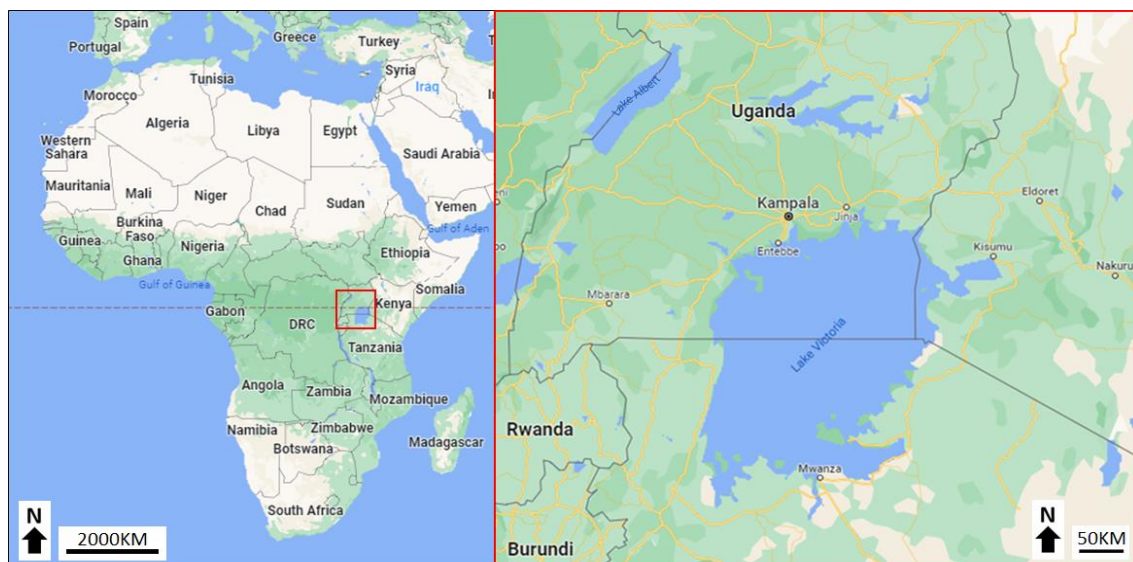 Spain
Portugal
Greece
Turkey
Tunisia
Syria
Iraq
Morocco
Algeria
Libya
Egypt
Western
Sahara
Saudi Arabia
Mauritania
Mali
Niger
Chad
Sudan
Yemen
Burkina
Faso
Gulf of Aden
Guinea
Nigeria
Ghana
Ethiopia
Gulf of Guinea
Somalia
Gabon
Kenya
DRC
Tanzania
Angola
Zambia
Mozambique
Namibia
Zimbabwe
Botswana
Madagascar
South Africa
N
2000KM
Lake Albert
Uganda
Kampala
Jinja
Eldoret
Entebbe
Kisumu
Nakuru
Mbarara
Lake Victoria
Rwanda
Mwanza
Burundi
N
50KM